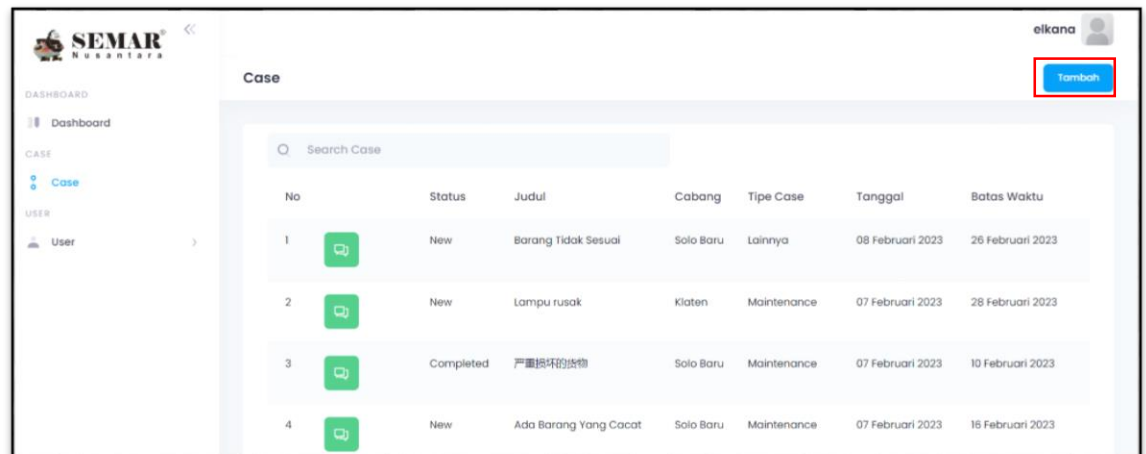 SEMAR®
Nusantara
elkana
Case
Tambah
DASHBOARD
Dashboard
CASE
Case
USER
User
Search Case
No Status Judul Cabang Tipe Case Tanggal Batas Waktu
1 New Barang Tidak Sesuai Solo Baru Lainnya 08 Februari 2023 26 Februari 2023
2 New Lampu rusak Klaten Maintenance 07 Februari 2023 28 Februari 2023
3 Completed 严重损坏的货物 Solo Baru Maintenance 07 Februari 2023 10 Februari 2023
4 New Ada Barang Yang Cacat Solo Baru Maintenance 07 Februari 2023 16 Februari 2023